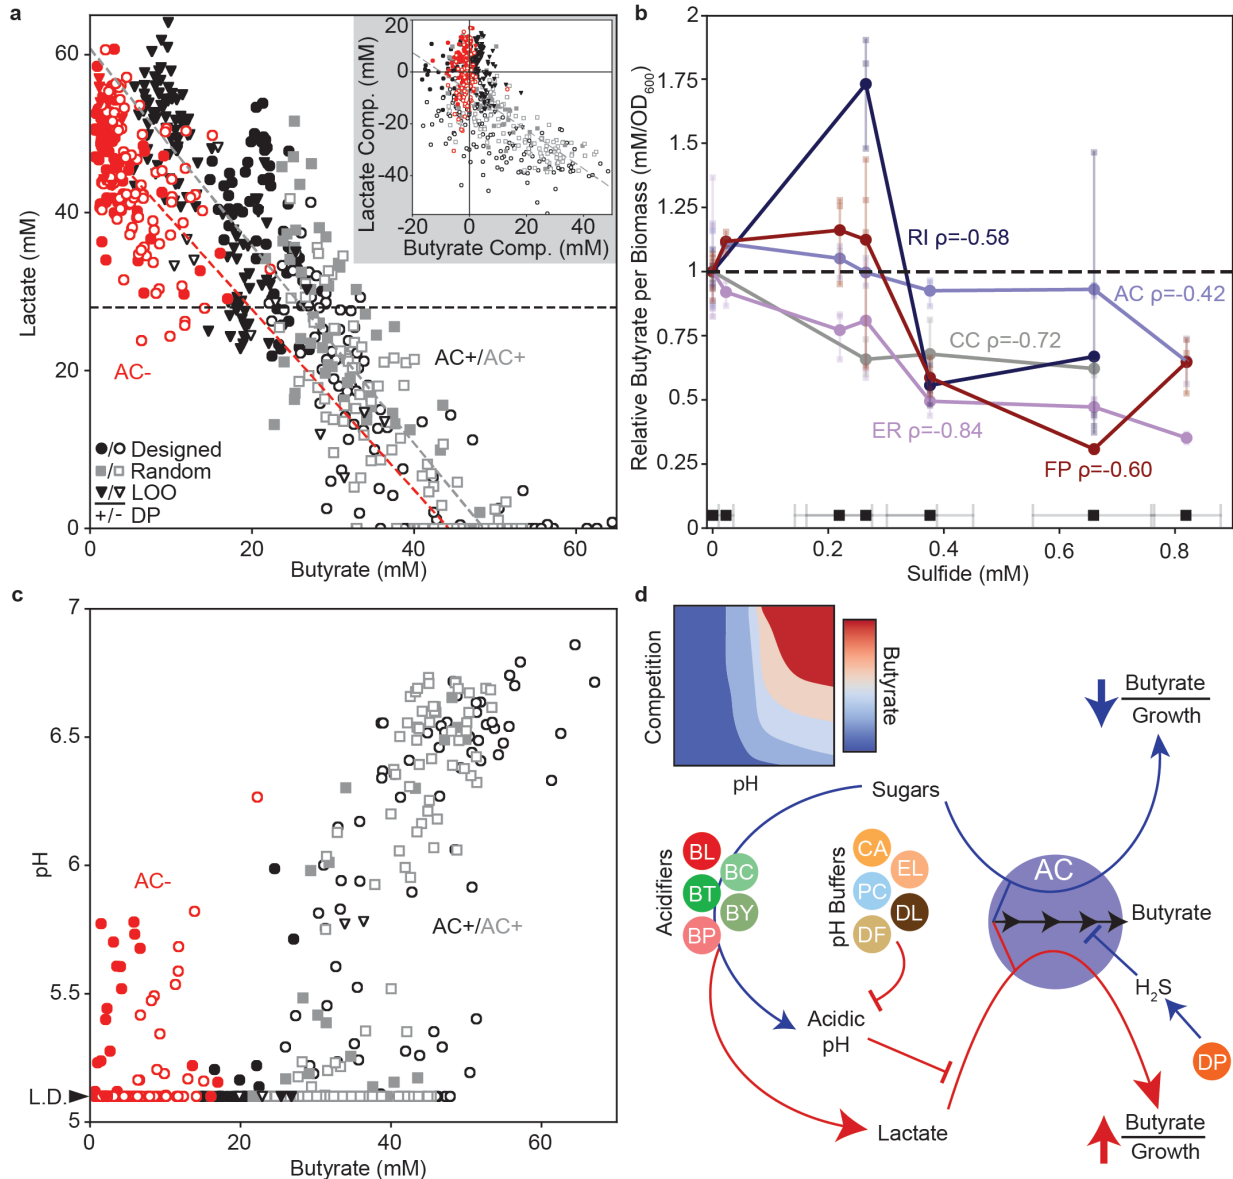 a
Lactate (mM)
60
40
20
0
0
20
40
60
Butyrate (mM)
AC-
AC+/AC+
●/○ Designed
■/□ Random
▼/▽ LOO
+/- DP
Lactate Comp. (mM)
20
0
-20
-40
-20
0
20
40
Butyrate Comp. (mM)
b
Relative Butyrate per Biomass (mM/OD600)
2
1.75
1.5
1.25
1
0.75
0.5
0.25
0
RI ρ=-0.58
AC ρ=-0.42
CC ρ=-0.72
ER ρ=-0.84
FP ρ=-0.60
0
0.2
0.4
0.6
0.8
Sulfide (mM)
c
pH
7
6.5
6
5.5
L.D.
5
AC-
AC+/AC+
0
20
40
60
Butyrate (mM)
d
Competition
pH
Butyrate
Butyrate
Growth
Sugars
Acidifiers
BL
BC
BT
BY
BP
pH Buffers
CA
EL
PC
DL
DF
AC
Butyrate
H2S
Acidic
pH
DP
Lactate
Butyrate
Growth